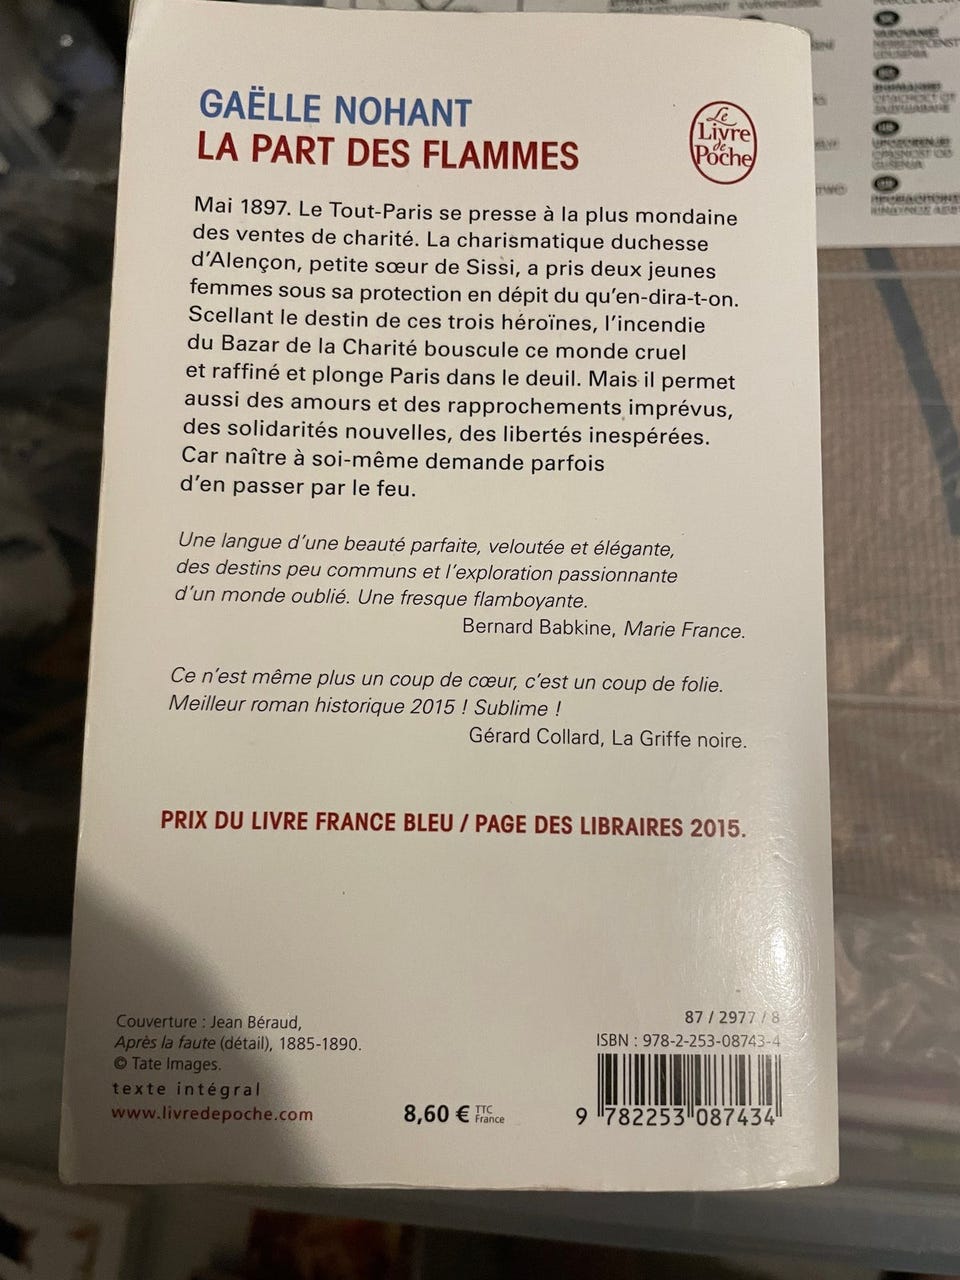 GAËLLE NOHANT
LA PART DES FLAMMES
Le
Livre
de
Poche
Mai 1897. Le Tout-Paris se presse à la plus mondaine
des ventes de charité. La charismatique duchesse
d'Alençon, petite sœur de Sissi, a pris deux jeunes
femmes sous sa protection en dépit du qu'en-dira-t-on.
Scellant le destin de ces trois héroïnes, l'incendie
du Bazar de la Charité bouscule ce monde cruel
et raffiné et plonge Paris dans le deuil. Mais il permet
aussi des amours et des rapprochements imprévus,
des solidarités nouvelles, des libertés inespérées.
Car naître à soi-même demande parfois
d'en passer par le feu.
Une langue d'une beauté parfaite, veloutée et élégante,
des destins peu communs et l'exploration passionnante
d'un monde oublié. Une fresque flamboyante.
Bernard Babkine, Marie France.
Ce n'est même plus un coup de cœur, c'est un coup de folie.
Meilleur roman historique 2015 ! Sublime !
Gérard Collard, La Griffe noire.
PRIX DU LIVRE FRANCE BLEU / PAGE DES LIBRAIRES 2015.
Couverture : Jean Béraud,
Après la faute (détail), 1885-1890.
© Tate Images.
texte intégral
www.livredepoche.com
8,60 € TTC
France
87 / 2977 / 8
ISBN : 978-2-253-08743-4
9 782253 087434